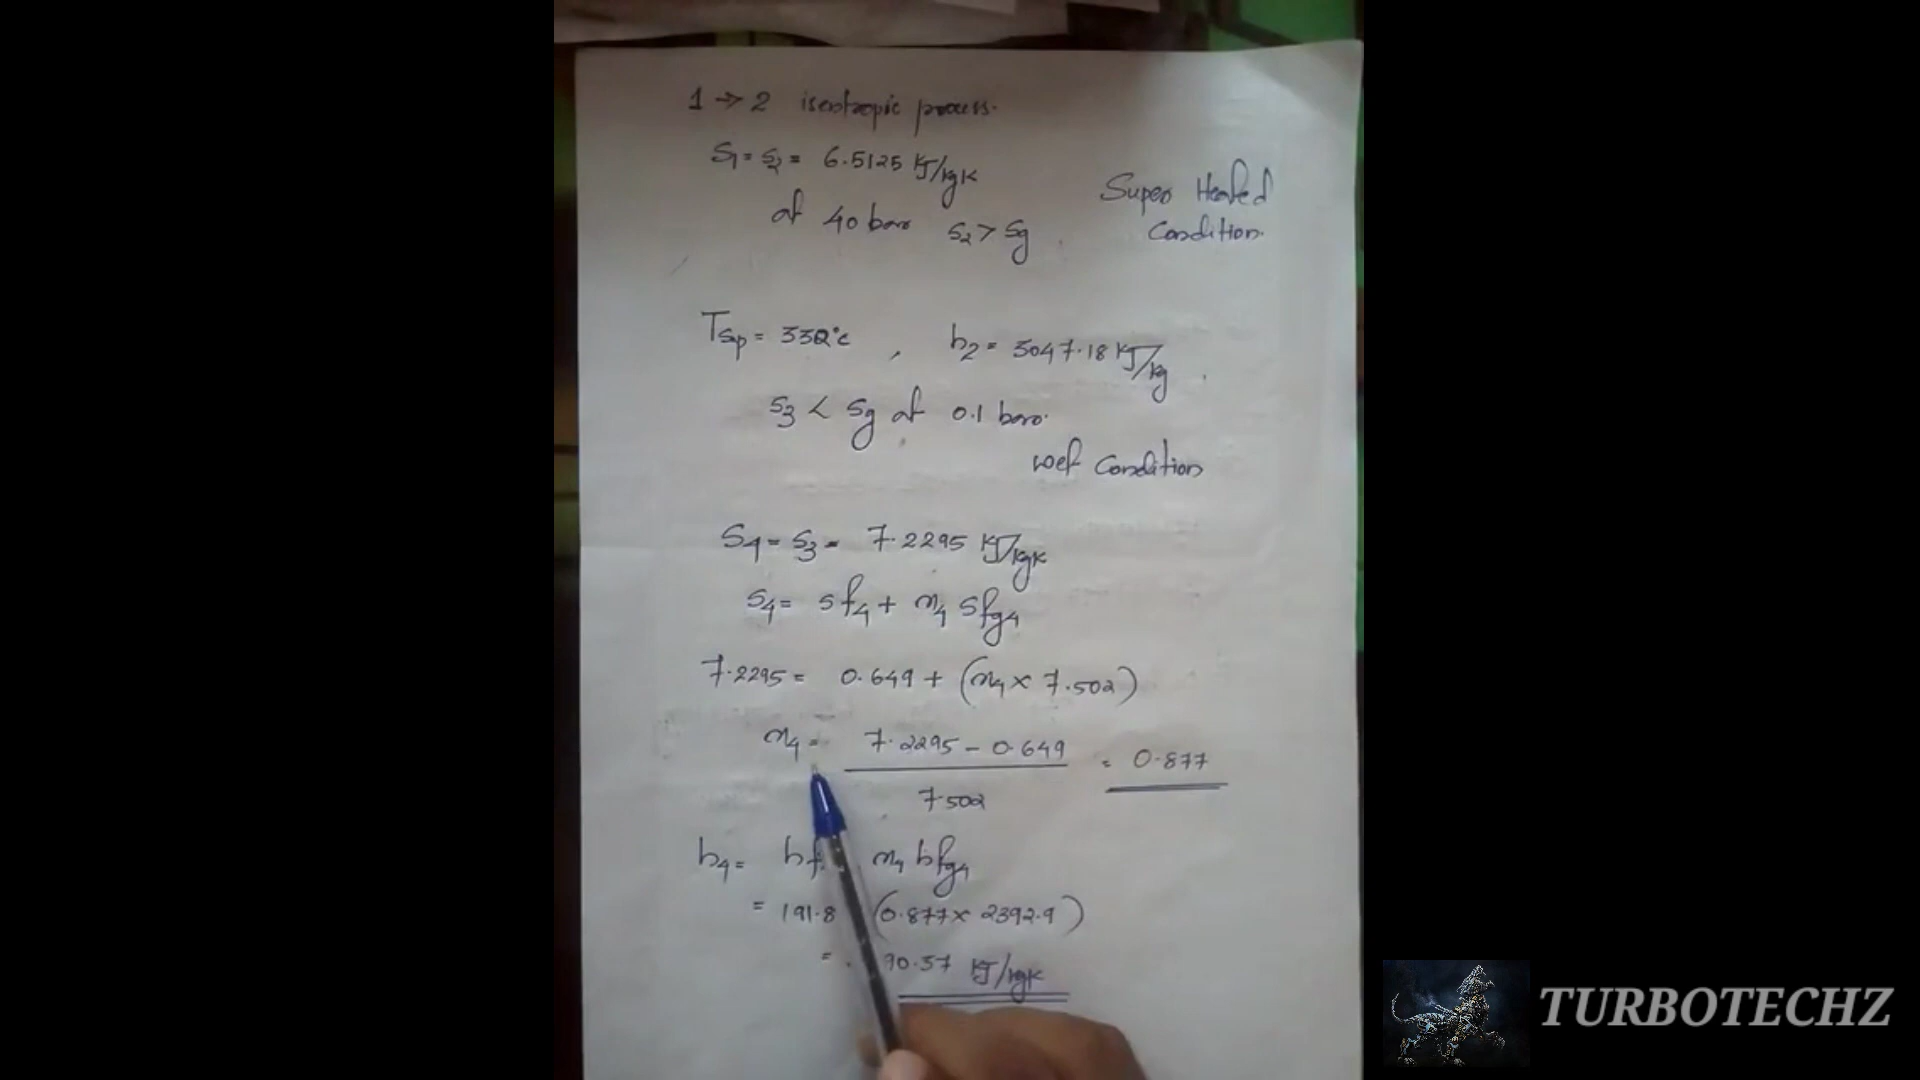 1 → 2 isentropic process.
S1 = S2 = 6.5125 KJ/kgK
at 40 bar S2 > Sg
Super Heated
Condition.
Tsp = 332°C , h2 = 3047.18 KJ/kg
S3 < Sg at 0.1 bar.
wet Condition
S4 = S3 = 7.2295 KJ/kgK
S4 = Sf4 + x4 Sfg4
7.2295 = 0.649 + (x4 × 7.502)
x4 = 7.2295 - 0.649 = 0.877
7.502
h4 = hf x4 hfg4
= 191.8 (0.877 × 2392.9)
= 90.37 KJ/kgK
TURBOTECHZ